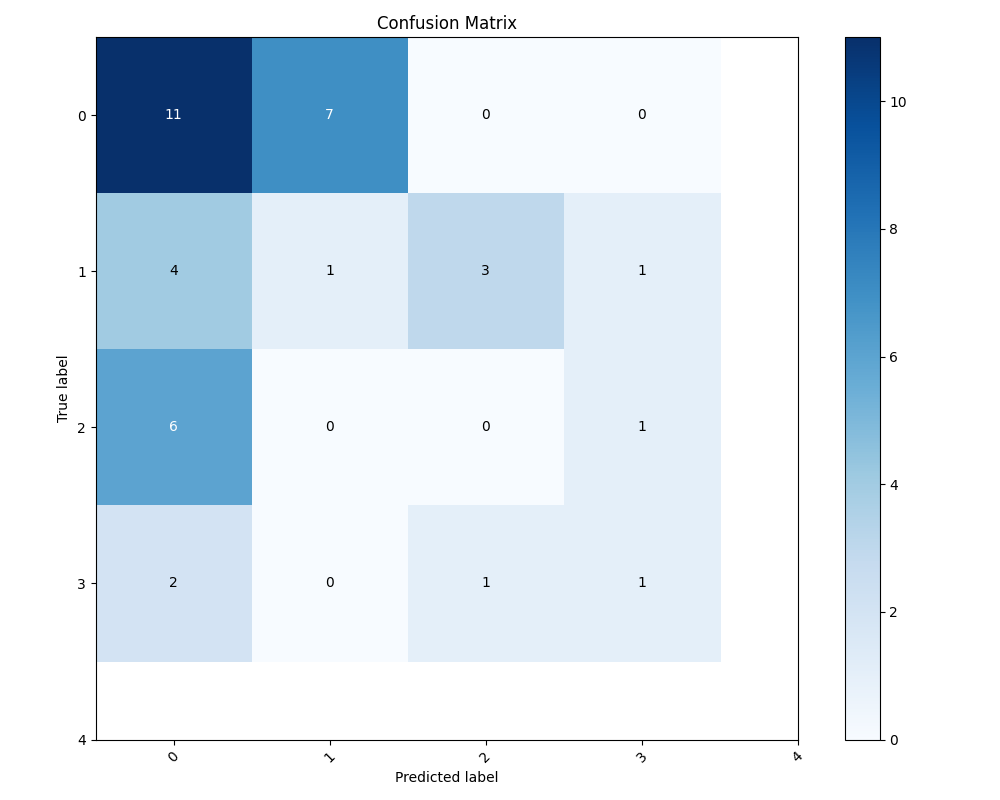 Confusion Matrix
0 11 7 0 0
1 4 1 3 1
2 6 0 0 1
3 2 0 1 1
4
0 1 2 3 4
True label
Predicted label
10
8
6
4
2
0